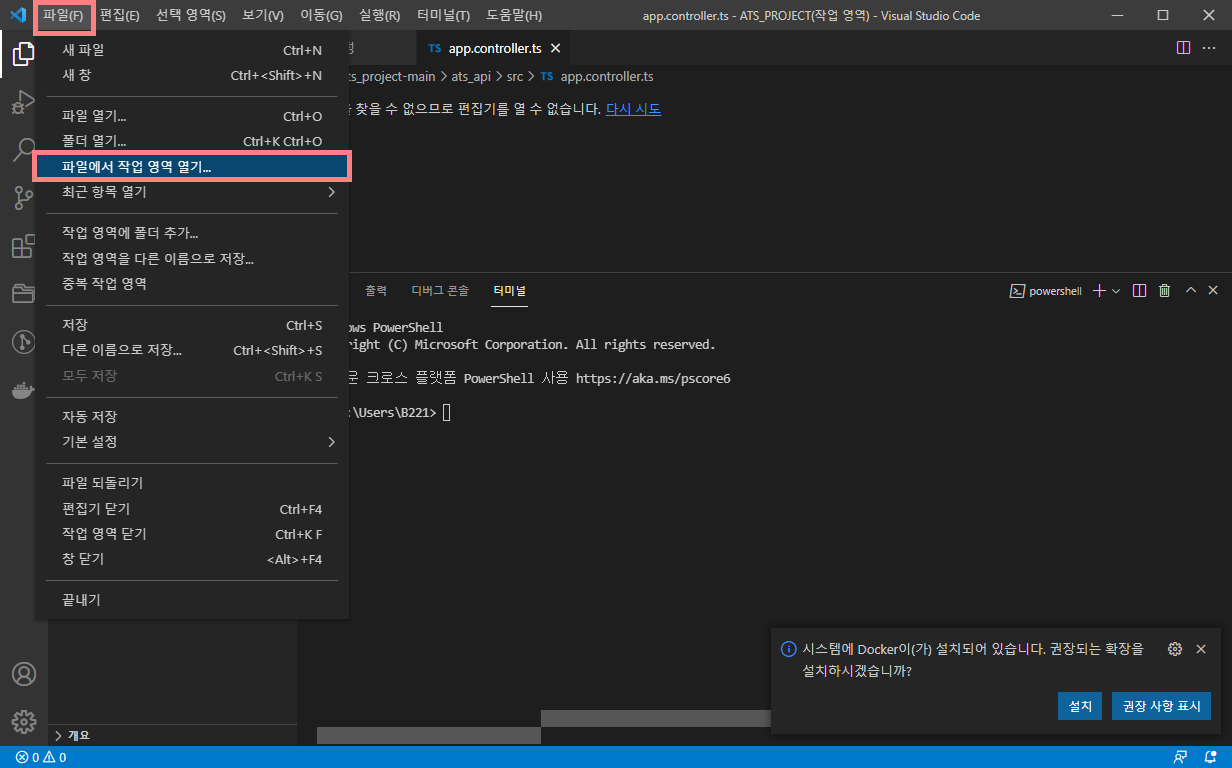 파일(F) 편집(E) 선택 영역(S) 보기(V) 이동(G) 실행(R) 터미널(T) 도움말(H) app.controller.ts - ATS_PROJECT(작업 영역) - Visual Studio Code
TS app.controller.ts
ts_project-main > ats_api > src > TS app.controller.ts
찾을 수 없으므로 편집기를 열 수 없습니다. 다시 시도
새 파일 Ctrl+N
새 창 Ctrl+<Shift>+N
파일 열기... Ctrl+O
폴더 열기... Ctrl+K Ctrl+O
파일에서 작업 영역 열기...
최근 항목 열기 >
작업 영역에 폴더 추가...
작업 영역을 다른 이름으로 저장...
중복 작업 영역
저장 Ctrl+S
다른 이름으로 저장... Ctrl+<Shift>+S
모두 저장 Ctrl+K S
자동 저장
기본 설정 >
파일 되돌리기
편집기 닫기 Ctrl+F4
작업 영역 닫기 Ctrl+K F
창 닫기 <Alt>+F4
끝내기
출력 디버그 콘솔 터미널 powershell
ows PowerShell
right (C) Microsoft Corporation. All rights reserved.
크로스 플랫폼 PowerShell 사용 https://aka.ms/pscore6
:\Users\B221>
시스템에 Docker이(가) 설치되어 있습니다. 권장되는 확장을
설치하시겠습니까?
설치 권장 사항 표시
> 개요
0 0